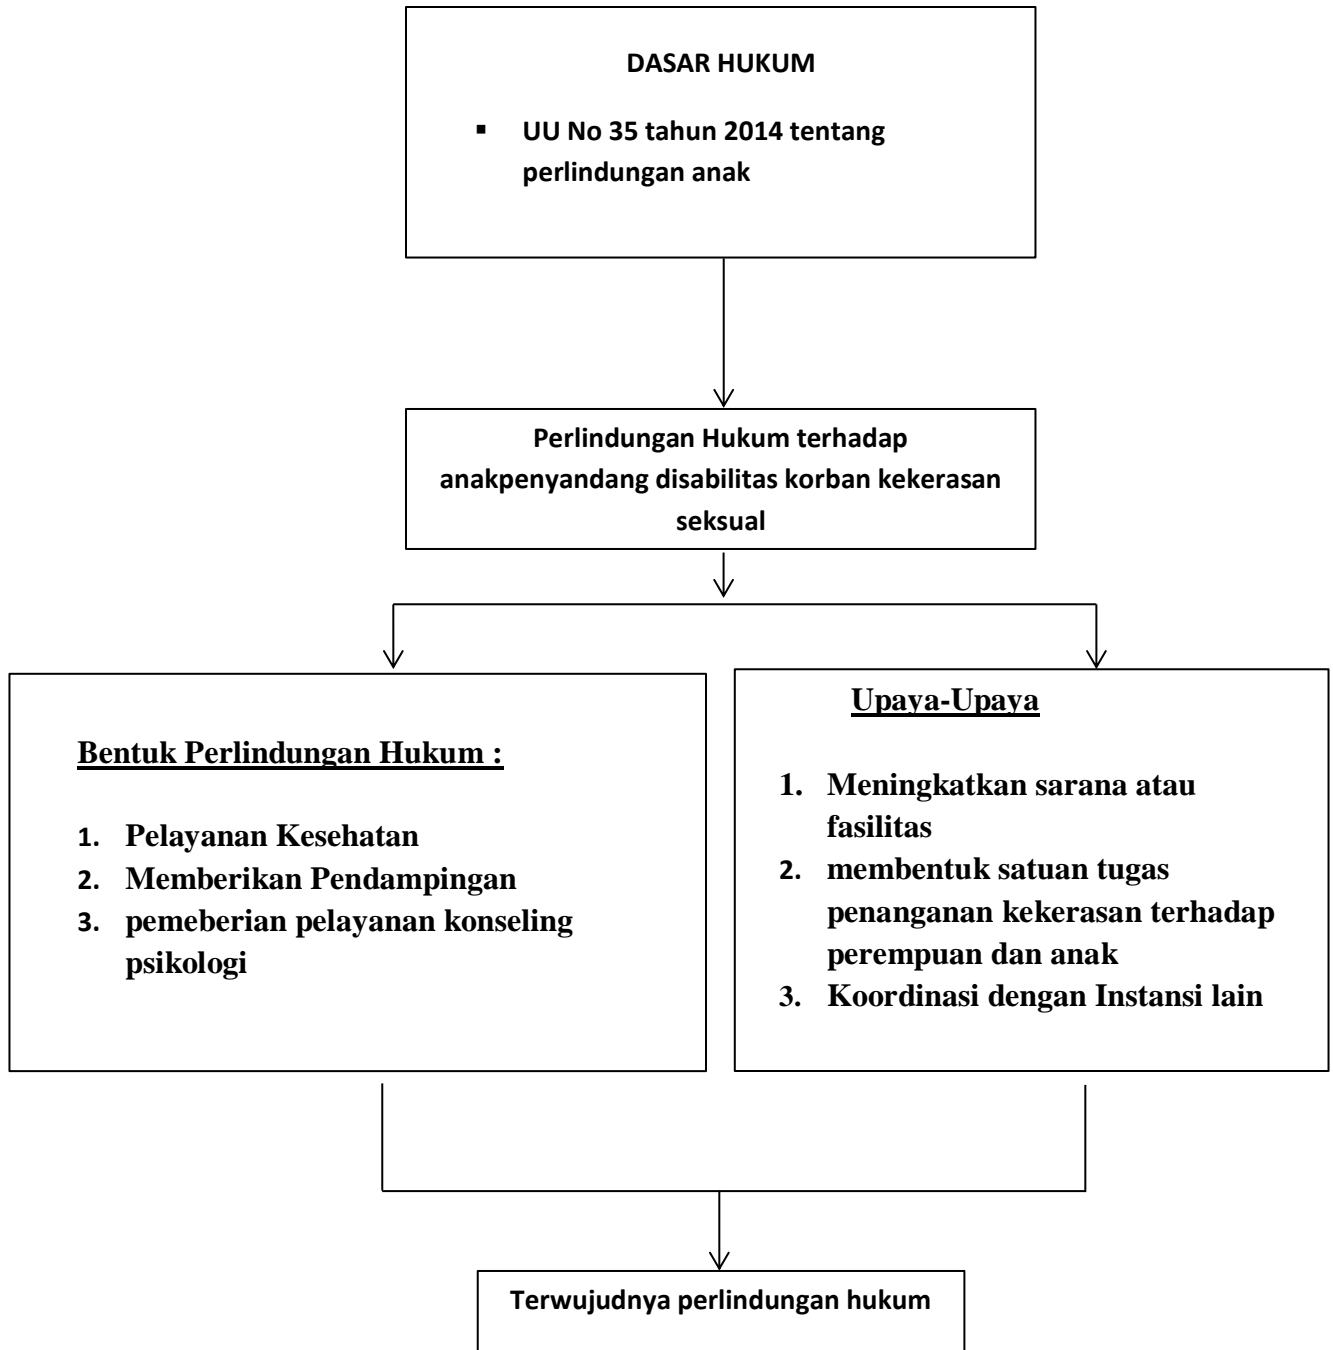 DASAR HUKUM
▪ UU No 35 tahun 2014 tentang
perlindungan anak
Perlindungan Hukum terhadap
anakpenyandang disabilitas korban kekerasan
seksual
Bentuk Perlindungan Hukum :
1. Pelayanan Kesehatan
2. Memberikan Pendampingan
3. pemeberian pelayanan konseling
psikologi
Upaya-Upaya
1. Meningkatkan sarana atau
fasilitas
2. membentuk satuan tugas
penanganan kekerasan terhadap
perempuan dan anak
3. Koordinasi dengan Instansi lain
Terwujudnya perlindungan hukum